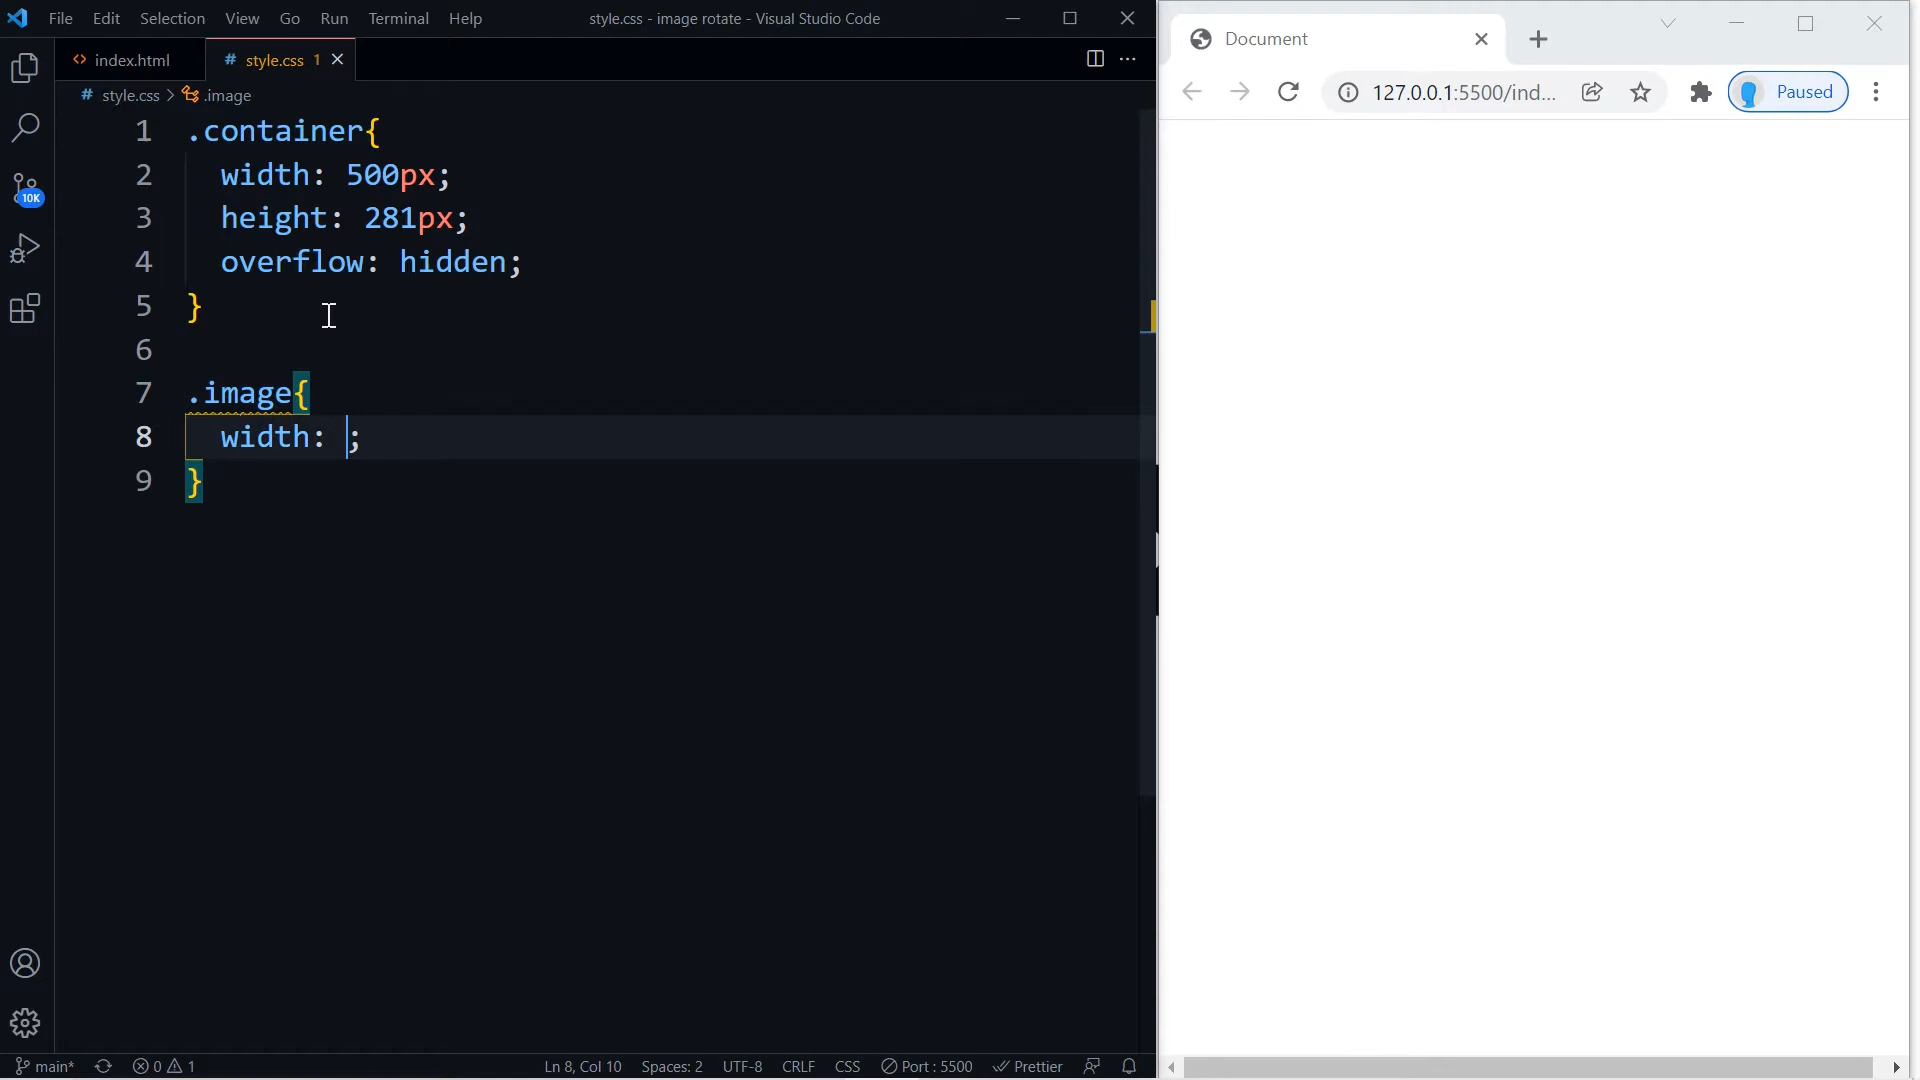 File Edit Selection View Go Run Terminal Help style.css - image rotate - Visual Studio Code
Document
index.html
style.css 1
127.0.0.1:5500/ind...
Paused
style.css > .image
10K
1 .container{
2 width: 500px;
3 height: 281px;
4 overflow: hidden;
5 }
6
7 .image{
8 width: ;
9 }
main* 0 1 Ln 8, Col 10 Spaces: 2 UTF-8 CRLF CSS Port : 5500 Prettier